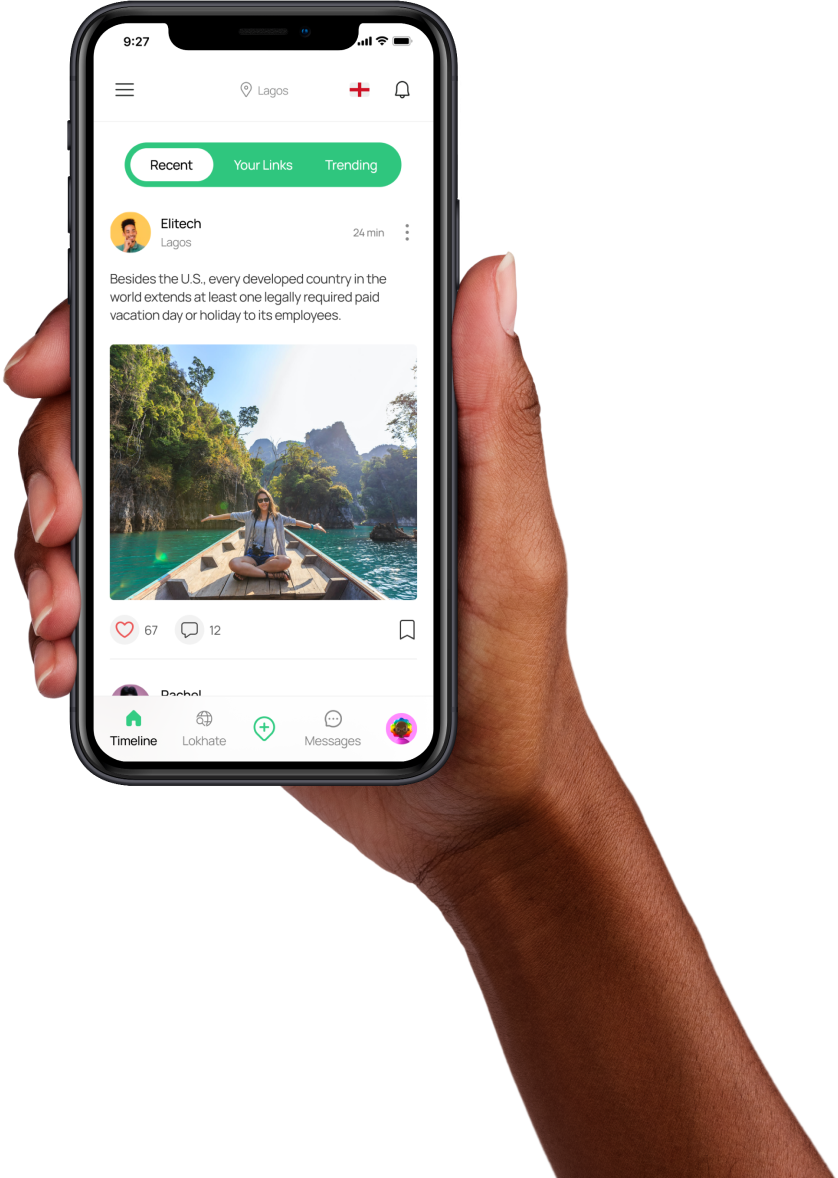 9:27
Lagos
Recent Your Links Trending
Elitech
24 min
Lagos
Besides the U.S., every developed country in the
world extends at least one legally required paid
vacation day or holiday to its employees.
67 12
Rachel
Timeline Lokhate Messages